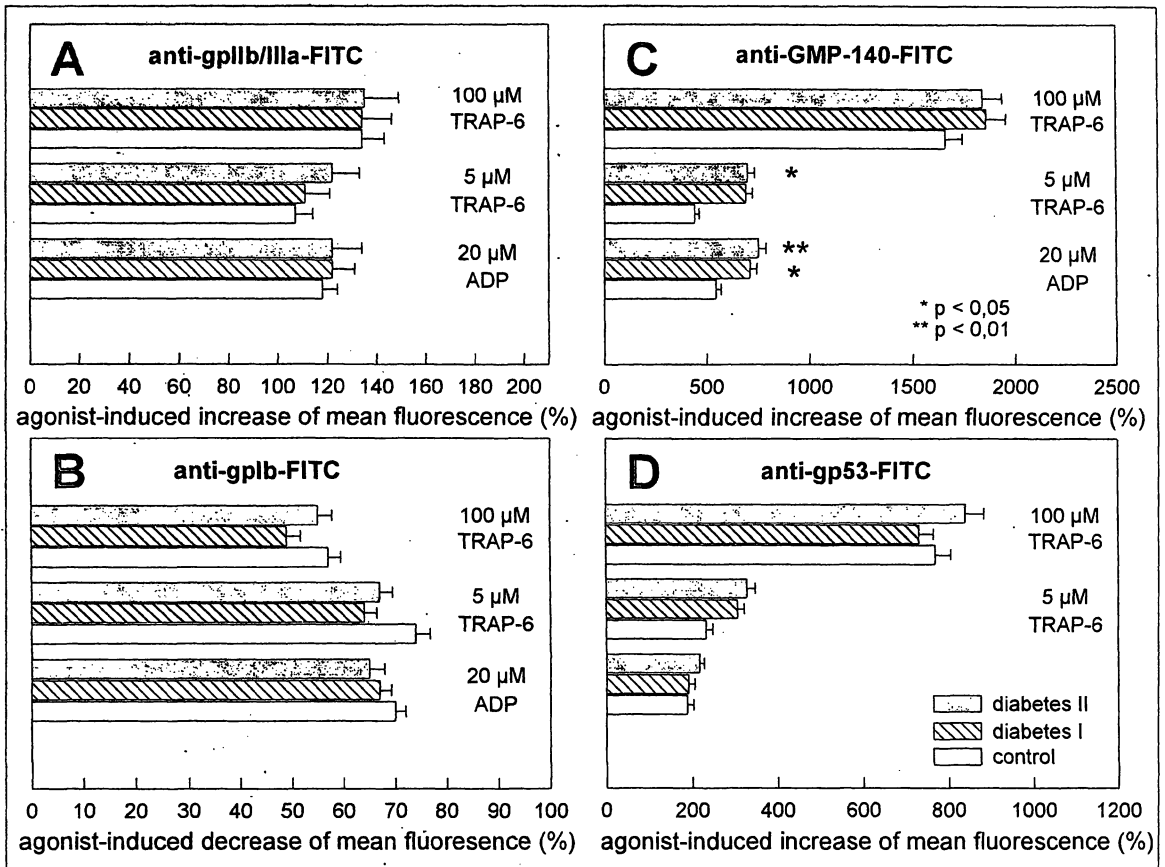 A
anti-gpIIb/IIIa-FITC
100 µM
TRAP-6
5 µM
TRAP-6
20 µM
ADP
0 20 40 60 80 100 120 140 160 180 200
agonist-induced increase of mean fluorescence (%)
C
anti-GMP-140-FITC
100 µM
TRAP-6
*
5 µM
TRAP-6
**
*
20 µM
ADP
* p < 0,05
** p < 0,01
0 500 1000 1500 2000 2500
agonist-induced increase of mean fluorescence (%)
B
anti-gpIb-FITC
100 µM
TRAP-6
5 µM
TRAP-6
20 µM
ADP
0 10 20 30 40 50 60 70 80 90 100
agonist-induced decrease of mean fluoresence (%)
D
anti-gp53-FITC
100 µM
TRAP-6
5 µM
TRAP-6
diabetes II
diabetes I
control
0 200 400 600 800 1000 1200
agonist-induced increase of mean fluorescence (%)